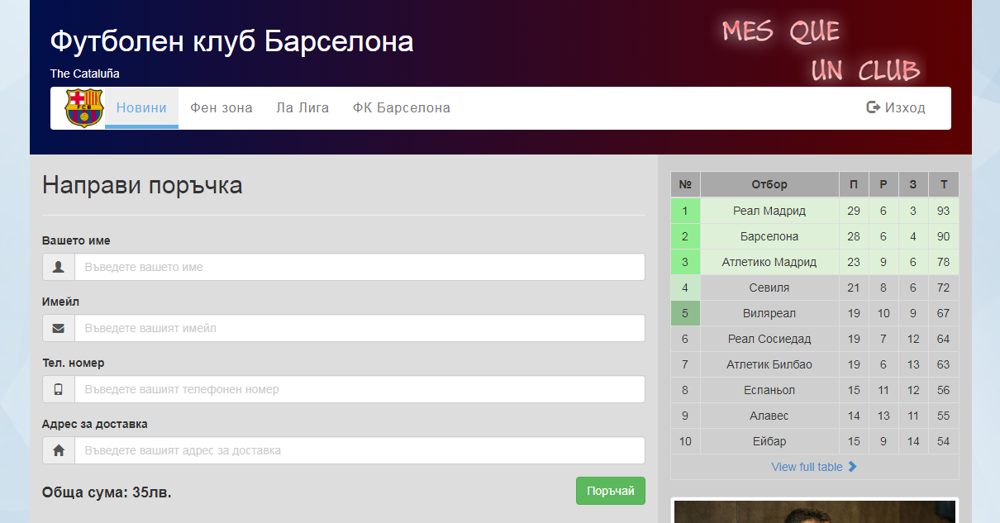 Футболен клуб Барселона
MES QUE
UN CLUB
The Cataluña
FCB
Новини Фен зона Ла Лига ФК Барселона Изход
Направи поръчка
Вашето име
Въведете вашето име
Имейл
Въведете вашият имейл
Тел. номер
Въведете вашият телефонен номер
Адрес за доставка
Въведете вашият адрес за доставка
Обща сума: 35лв.
Поръчай
№ Отбор П Р З Т
1 Реал Мадрид 29 6 3 93
2 Барселона 28 6 4 90
3 Атлетико Мадрид 23 9 6 78
4 Севиля 21 8 6 72
5 Виляреал 19 10 9 67
6 Реал Сосиедад 19 7 12 64
7 Атлетик Билбао 19 6 13 63
8 Еспаньол 15 11 12 56
9 Алавес 14 13 11 55
10 Ейбар 15 9 14 54
View full table